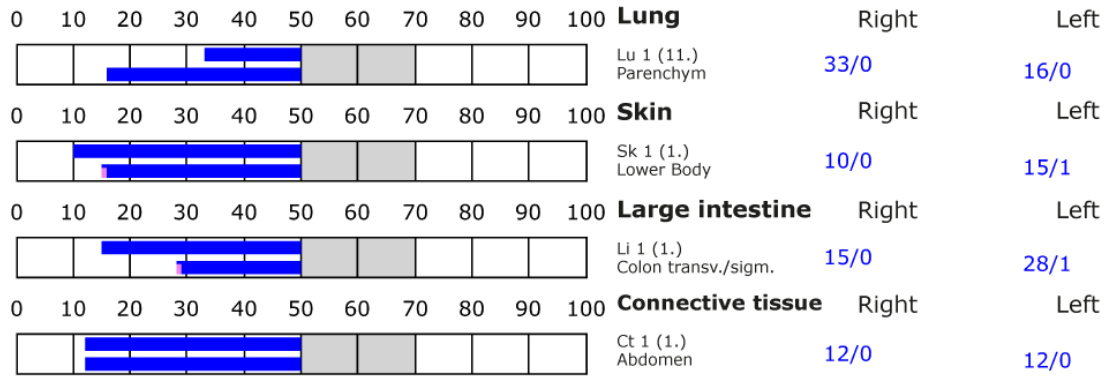 0 10 20 30 40 50 60 70 80 90 100 Lung Right Left
Lu 1 (11.) 33/0 16/0
Parenchym
0 10 20 30 40 50 60 70 80 90 100 Skin Right Left
Sk 1 (1.) 10/0 15/1
Lower Body
0 10 20 30 40 50 60 70 80 90 100 Large intestine Right Left
Li 1 (1.) 15/0 28/1
Colon transv./sigm.
0 10 20 30 40 50 60 70 80 90 100 Connective tissue Right Left
Ct 1 (1.) 12/0 12/0
Abdomen